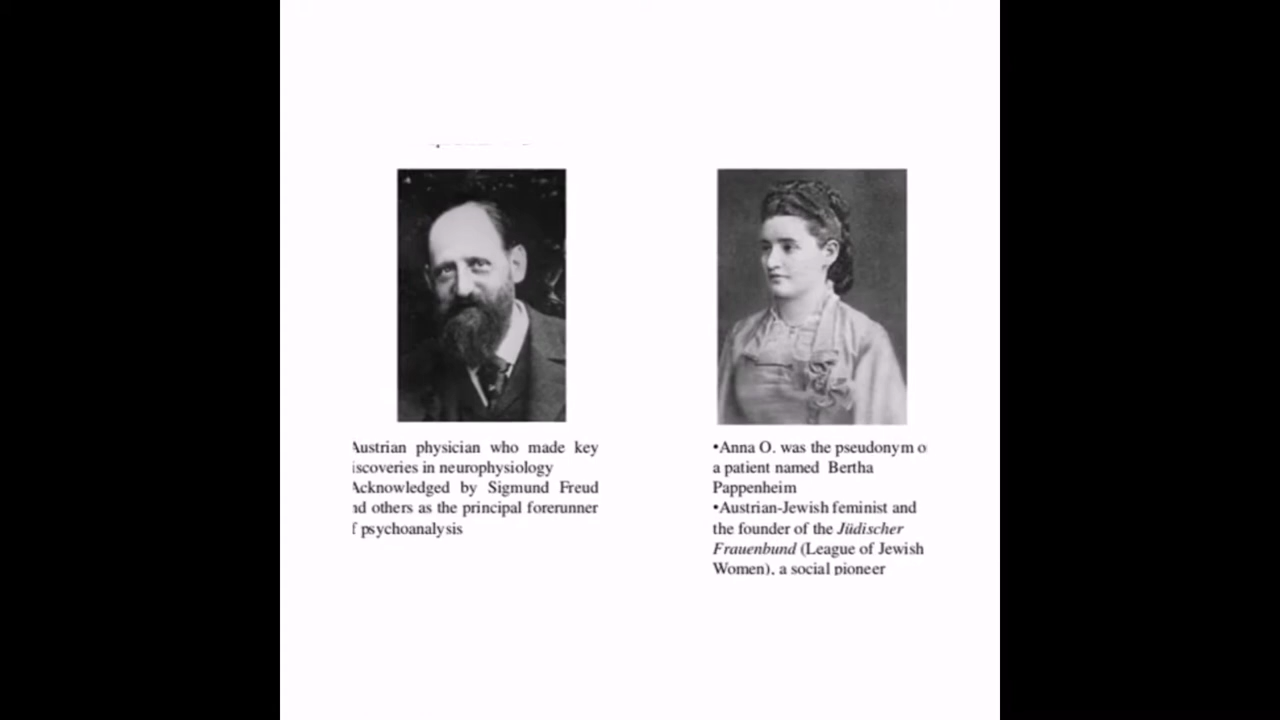 Austrian physician who made key
iscoveries in neurophysiology
Acknowledged by Sigmund Freud
nd others as the principal forerunner
f psychoanalysis
•Anna O. was the pseudonym o
a patient named Bertha
Pappenheim
•Austrian-Jewish feminist and
the founder of the Jüdischer
Frauenbund (League of Jewish
Women), a social pioneer